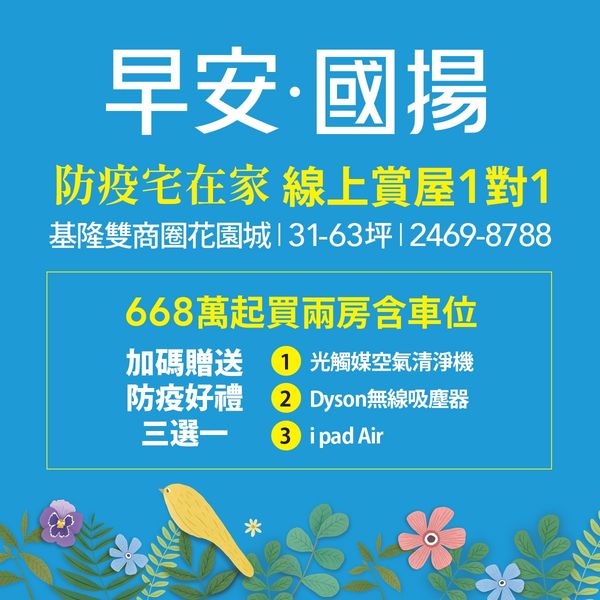 早安·國揚
防疫宅在家 線上賞屋1對1
基隆雙商圈花園城|31-63坪|2469-8788
668萬起買兩房含車位
加碼贈送
防疫好禮
三選一
1 光觸媒空氣清淨機
2 Dyson無線吸塵器
3 i pad Air